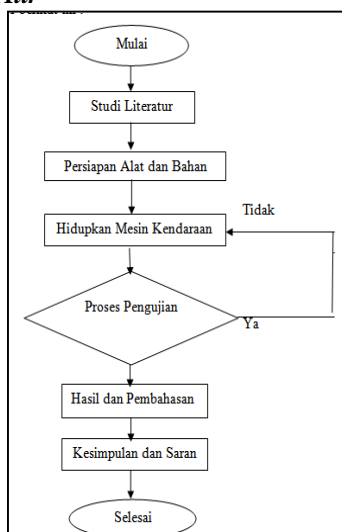 Mulai
Studi Literatur
Persiapan Alat dan Bahan
Tidak
Hidupkan Mesin Kendaraan
Proses Pengujian
Ya
Hasil dan Pembahasan
Kesimpulan dan Saran
Selesai